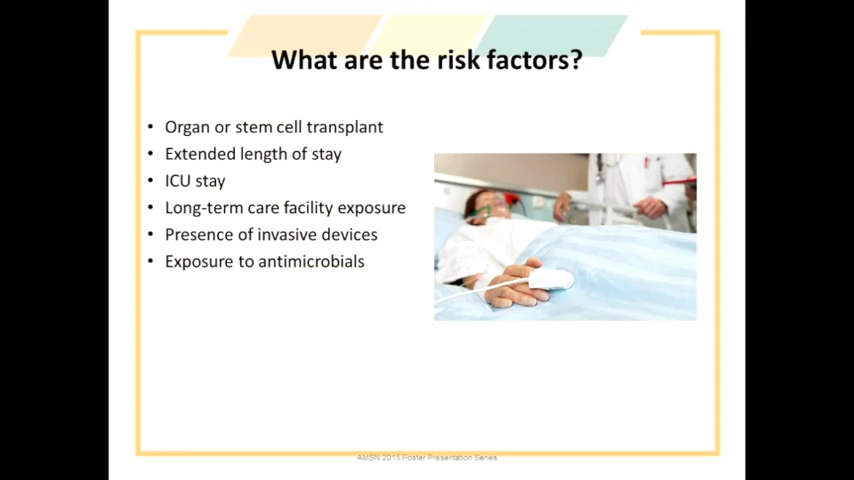 What are the risk factors?
• Organ or stem cell transplant
• Extended length of stay
• ICU stay
• Long-term care facility exposure
• Presence of invasive devices
• Exposure to antimicrobials
AMSN 2015 Poster Presentation Series